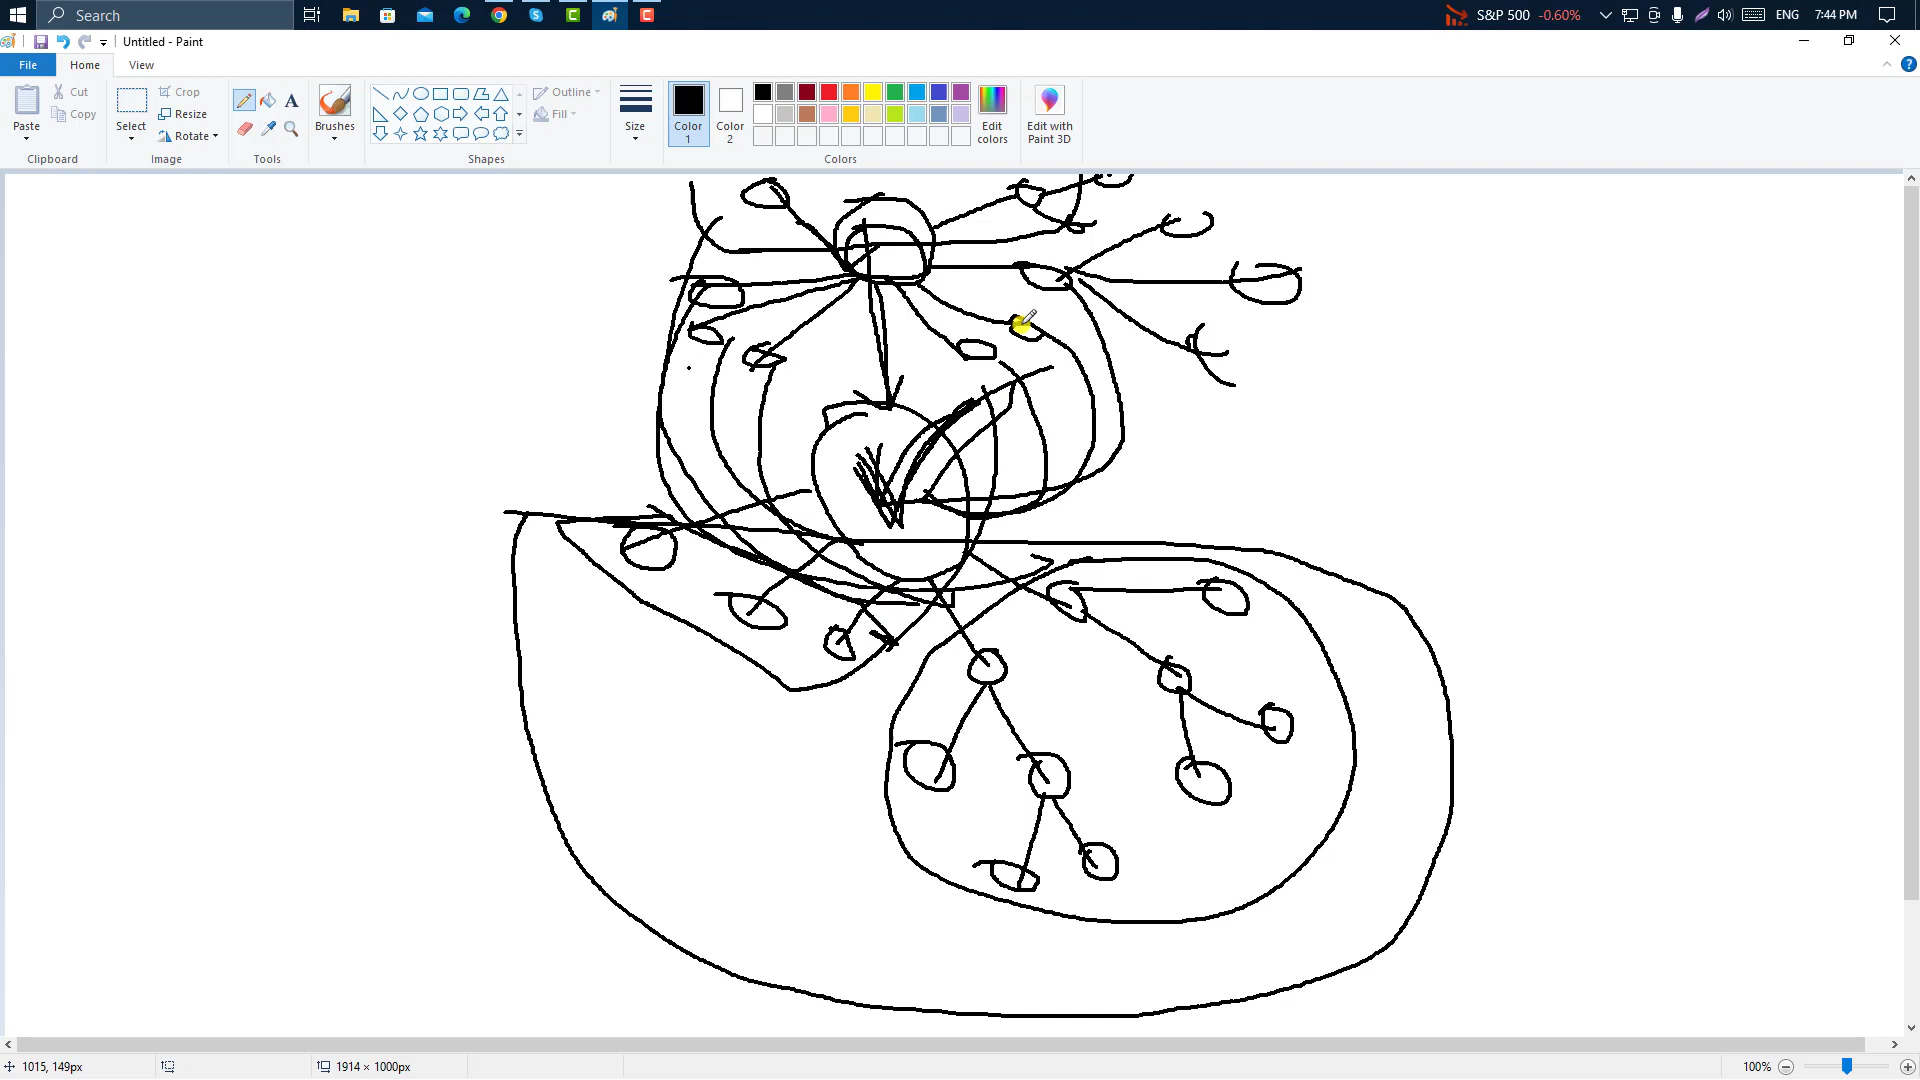 Search
S&P 500 -0.60%
ENG 7:44 PM
Untitled - Paint
File Home View
Cut Crop Outline
Paste Copy Select Resize Brushes Fill Size Color 1 Color 2 Edit colors Edit with Paint 3D
Rotate A
Clipboard Image Tools Shapes Colors
1015, 149px 1914 × 1000px 100%